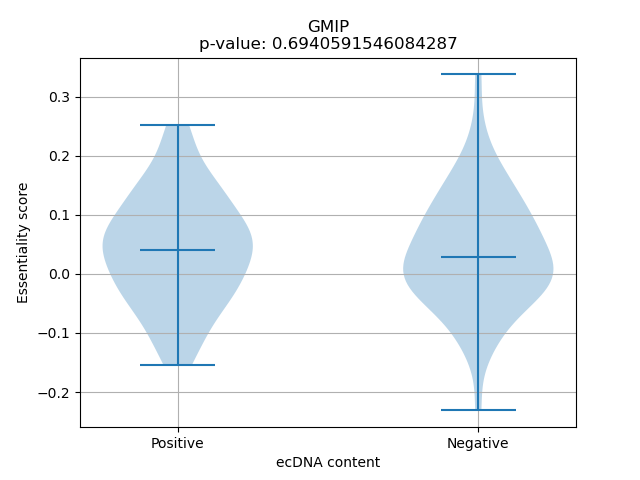 GMIP
p-value: 0.6940591546084287
0.3
0.2
0.1
0.0
−0.1
−0.2
Essentiality score
Positive
Negative
ecDNA content